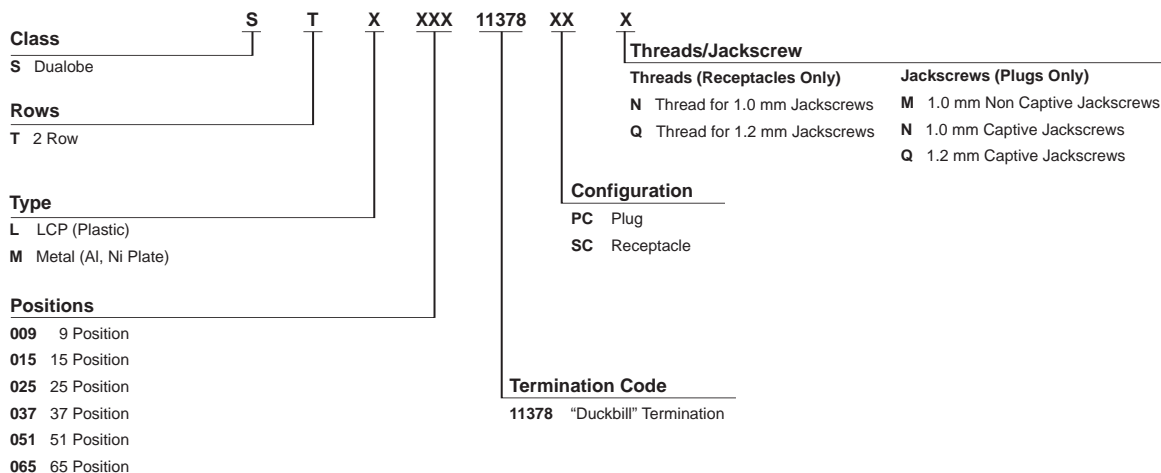 S T X XXX 11378 XX X
Class
S Dualobe
Rows
T 2 Row
Type
L LCP (Plastic)
M Metal (Al, Ni Plate)
Positions
009 9 Position
015 15 Position
025 25 Position
037 37 Position
051 51 Position
065 65 Position
Termination Code
11378 “Duckbill” Termination
Configuration
PC Plug
SC Receptacle
Threads/Jackscrew
Threads (Receptacles Only)
N Thread for 1.0 mm Jackscrews
Q Thread for 1.2 mm Jackscrews
Jackscrews (Plugs Only)
M 1.0 mm Non Captive Jackscrews
N 1.0 mm Captive Jackscrews
Q 1.2 mm Captive Jackscrews